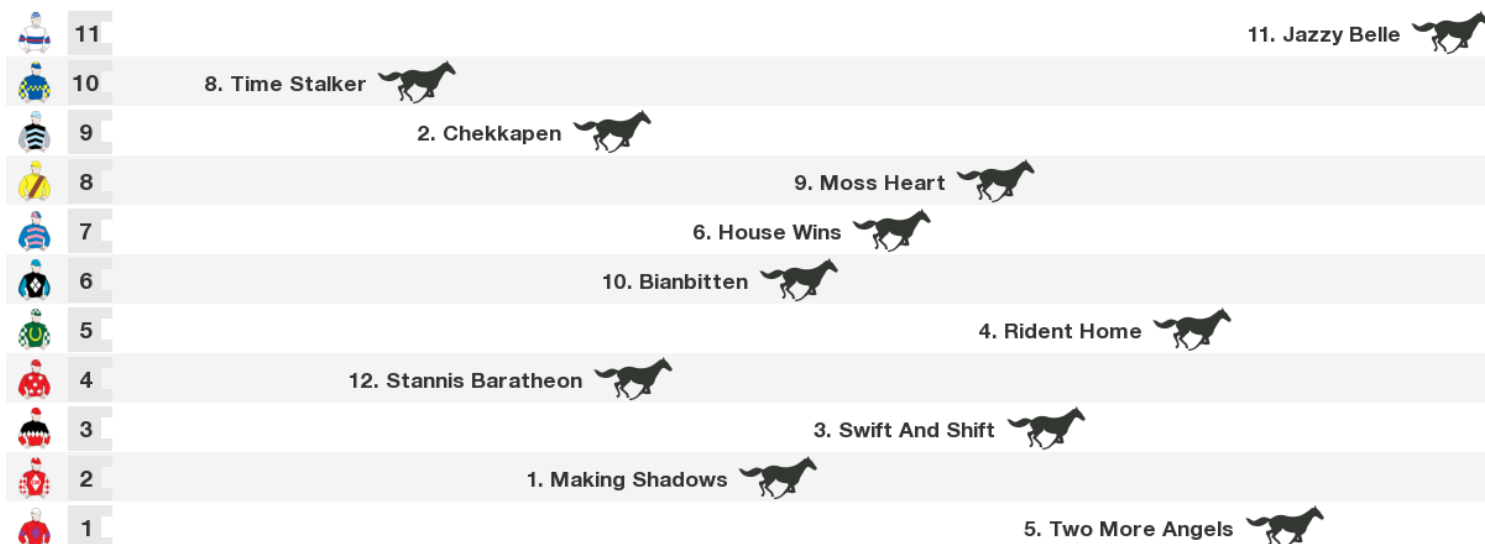 11 11. Jazzy Belle
10 8. Time Stalker
9 2. Chekkapen
8 9. Moss Heart
7 6. House Wins
6 10. Bianbitten
5 4. Rident Home
4 12. Stannis Baratheon
3 3. Swift And Shift
2 1. Making Shadows
1 5. Two More Angels